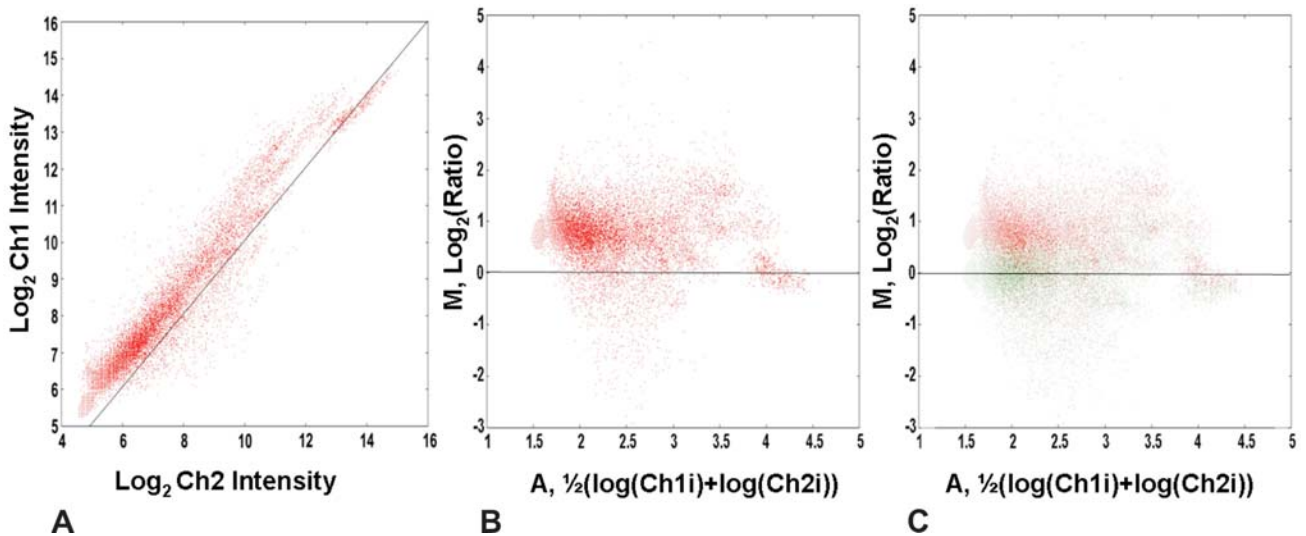 16
15
14
13
12
11
10
9
8
7
6
5
4 6 8 10 12 14 16
Log2 Ch1 Intensity
Log2 Ch2 Intensity
A
5
4
3
2
1
0
-1
-2
-3
1 1.5 2 2.5 3 3.5 4 4.5 5
M, Log2(Ratio)
A, ½(log(Ch1i)+log(Ch2i))
B
5
4
3
2
1
0
-1
-2
-3
1 1.5 2 2.5 3 3.5 4 4.5 5
M, Log2(Ratio)
A, ½(log(Ch1i)+log(Ch2i))
C